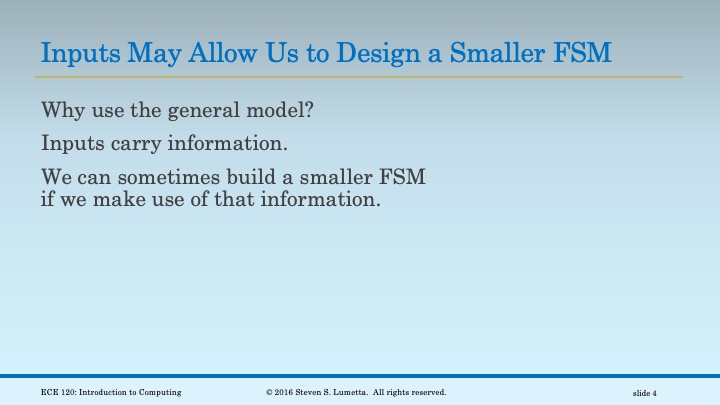 Inputs May Allow Us to Design a Smaller FSM
Why use the general model?
Inputs carry information.
We can sometimes build a smaller FSM
if we make use of that information.
ECE 120: Introduction to Computing
© 2016 Steven S. Lumetta.  All rights reserved.
slide 4